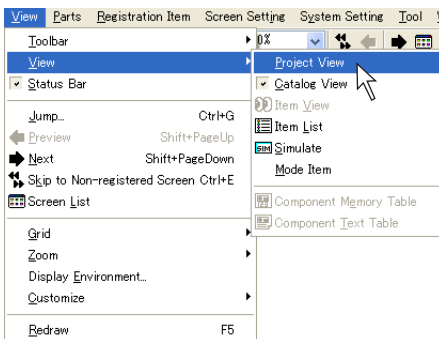 View Parts Registration Item Screen Setting System Setting Tool
Toolbar
View
Status Bar
Jump... Ctrl+G
Preview Shift+PageUp
Next Shift+PageDown
Skip to Non-registered Screen Ctrl+E
Screen List
Grid
Zoom
Display Environment...
Customize
Redraw F5
0%
Project View
Catalog View
Item View
Item List
SIM Simulate
Mode Item
Component Memory Table
Component Text Table